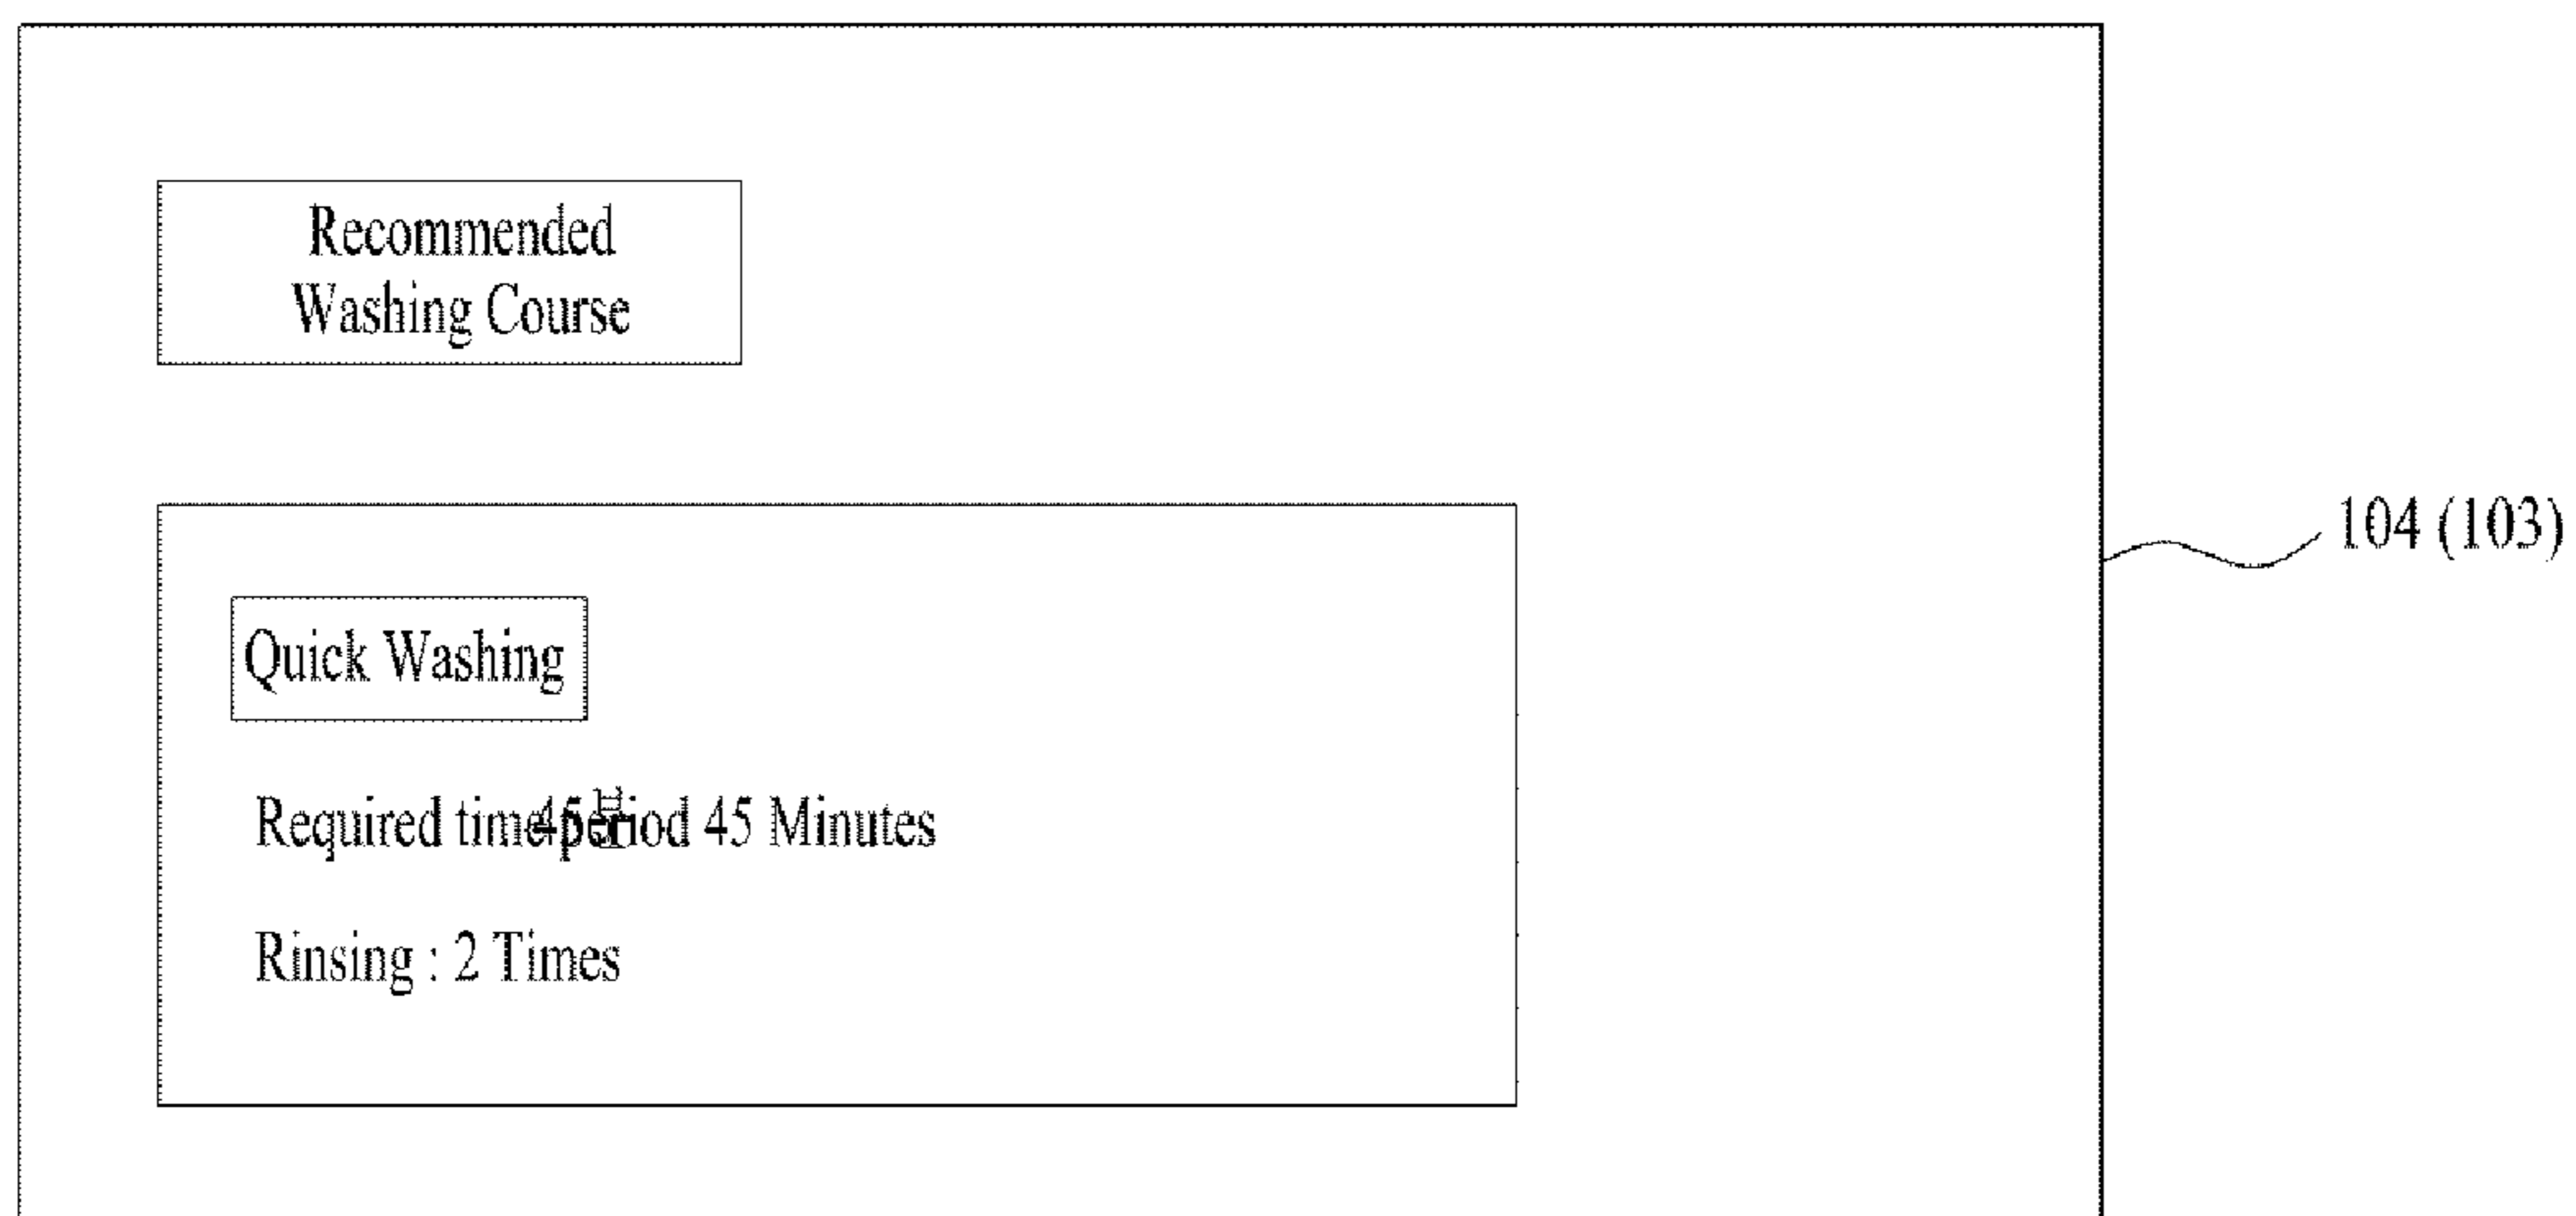 Recommended
Washing Course
104 (103)
Quick Washing
Required time period 45 Minutes
Rinsing : 2 Times